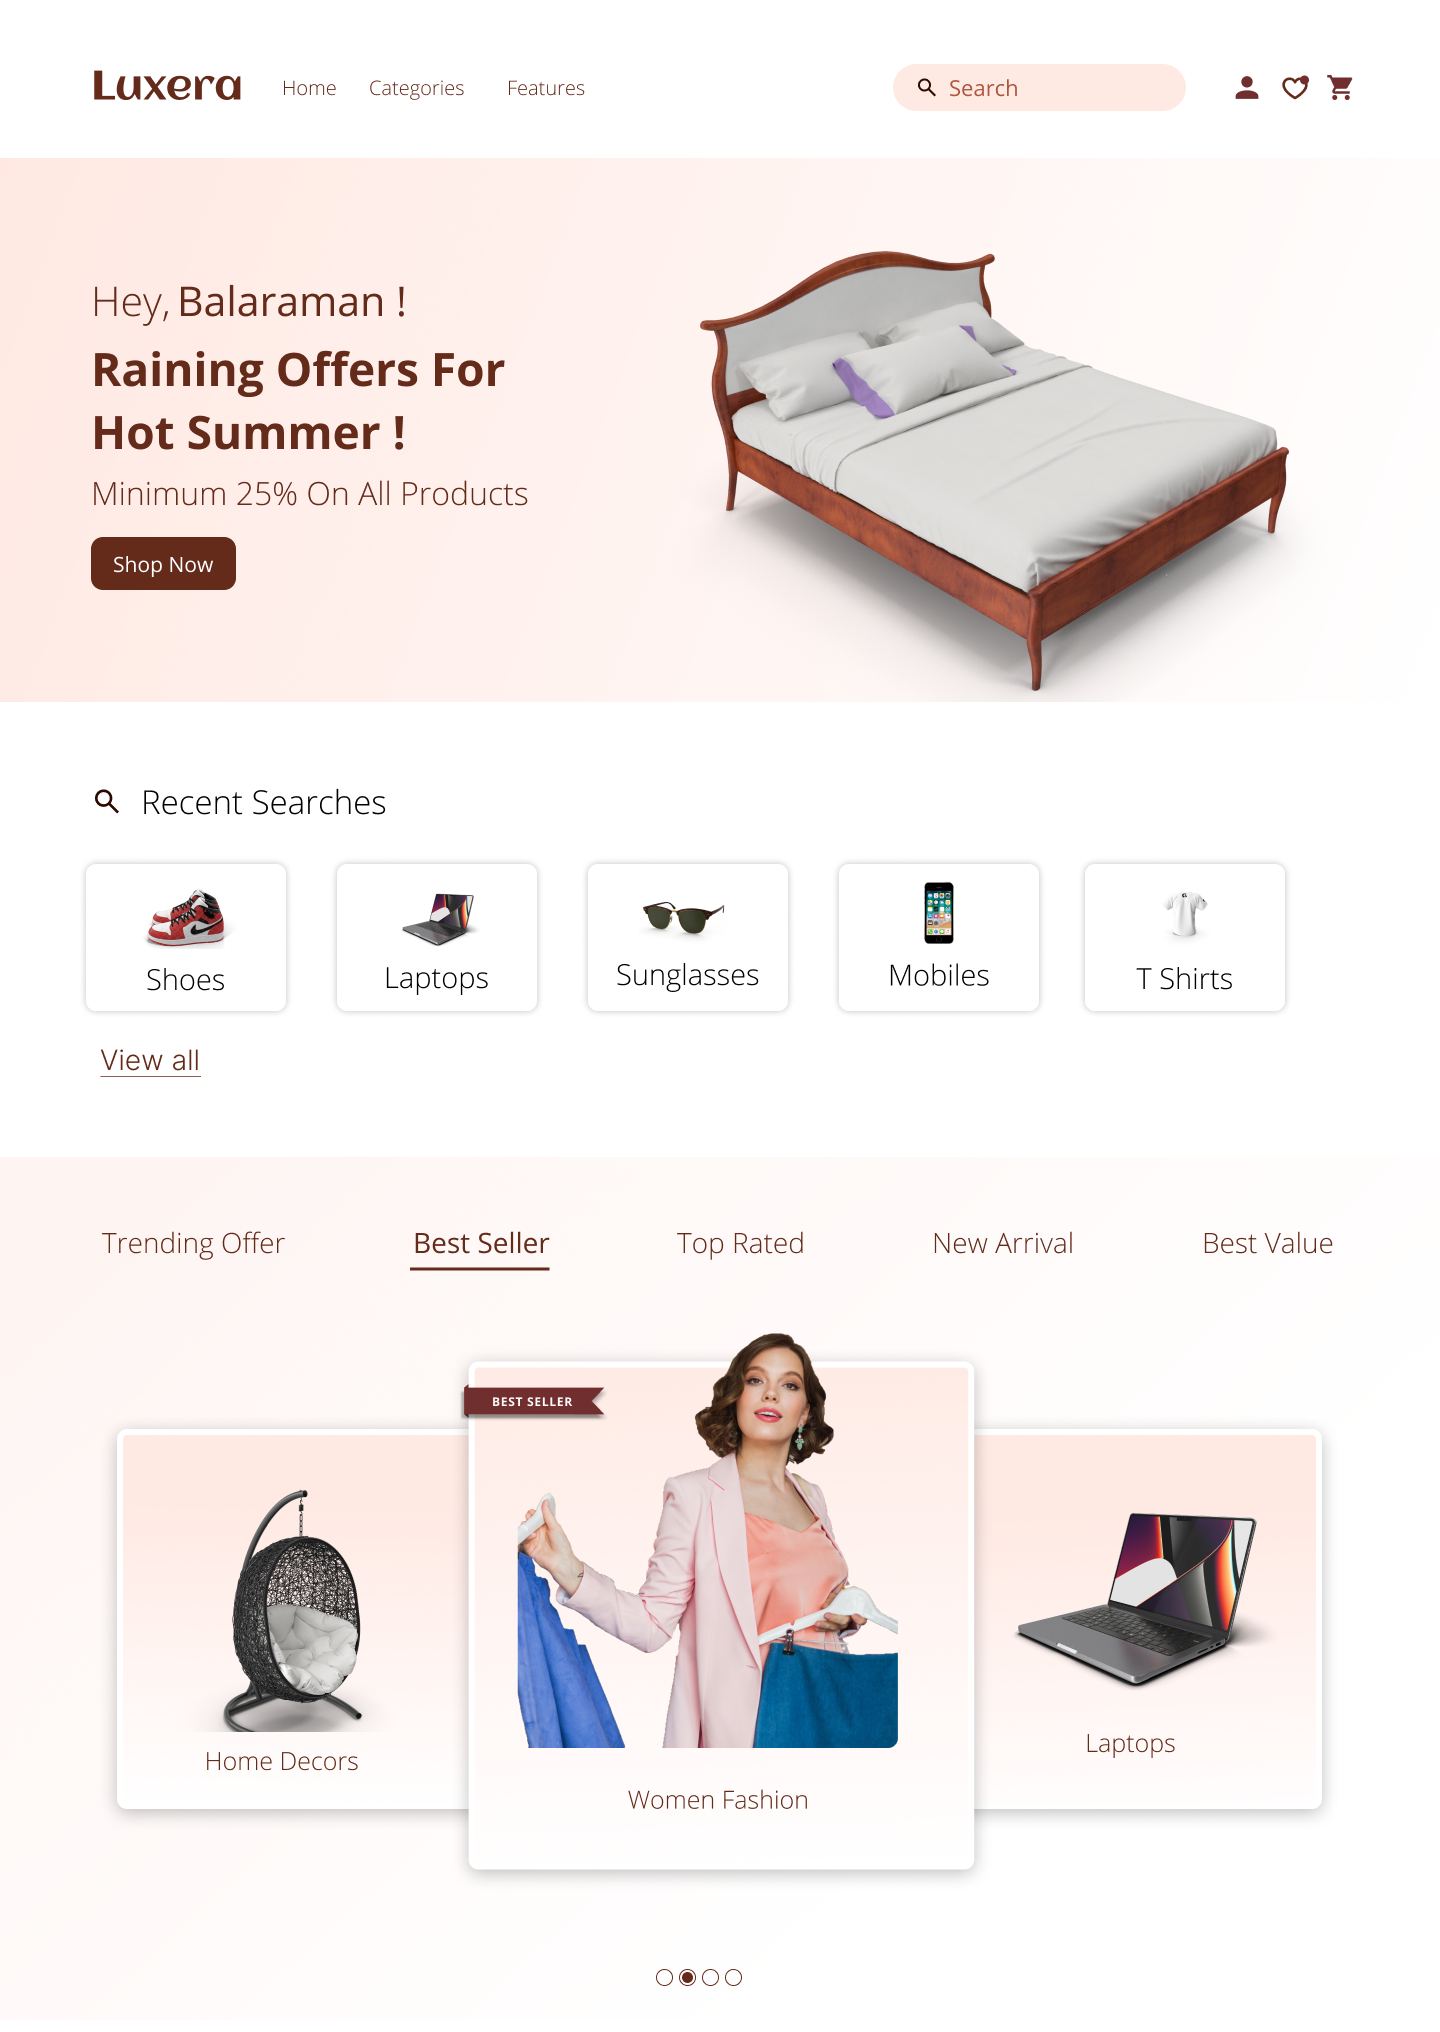 Luxera
Home Categories Features
Search
Hey, Balaraman !
Raining Offers For
Hot Summer !
Minimum 25% On All Products
Shop Now
Recent Searches
Shoes
Laptops
Sunglasses
Mobiles
T Shirts
View all
Trending Offer
Best Seller
Top Rated
New Arrival
Best Value
BEST SELLER
Home Decors
Women Fashion
Laptops